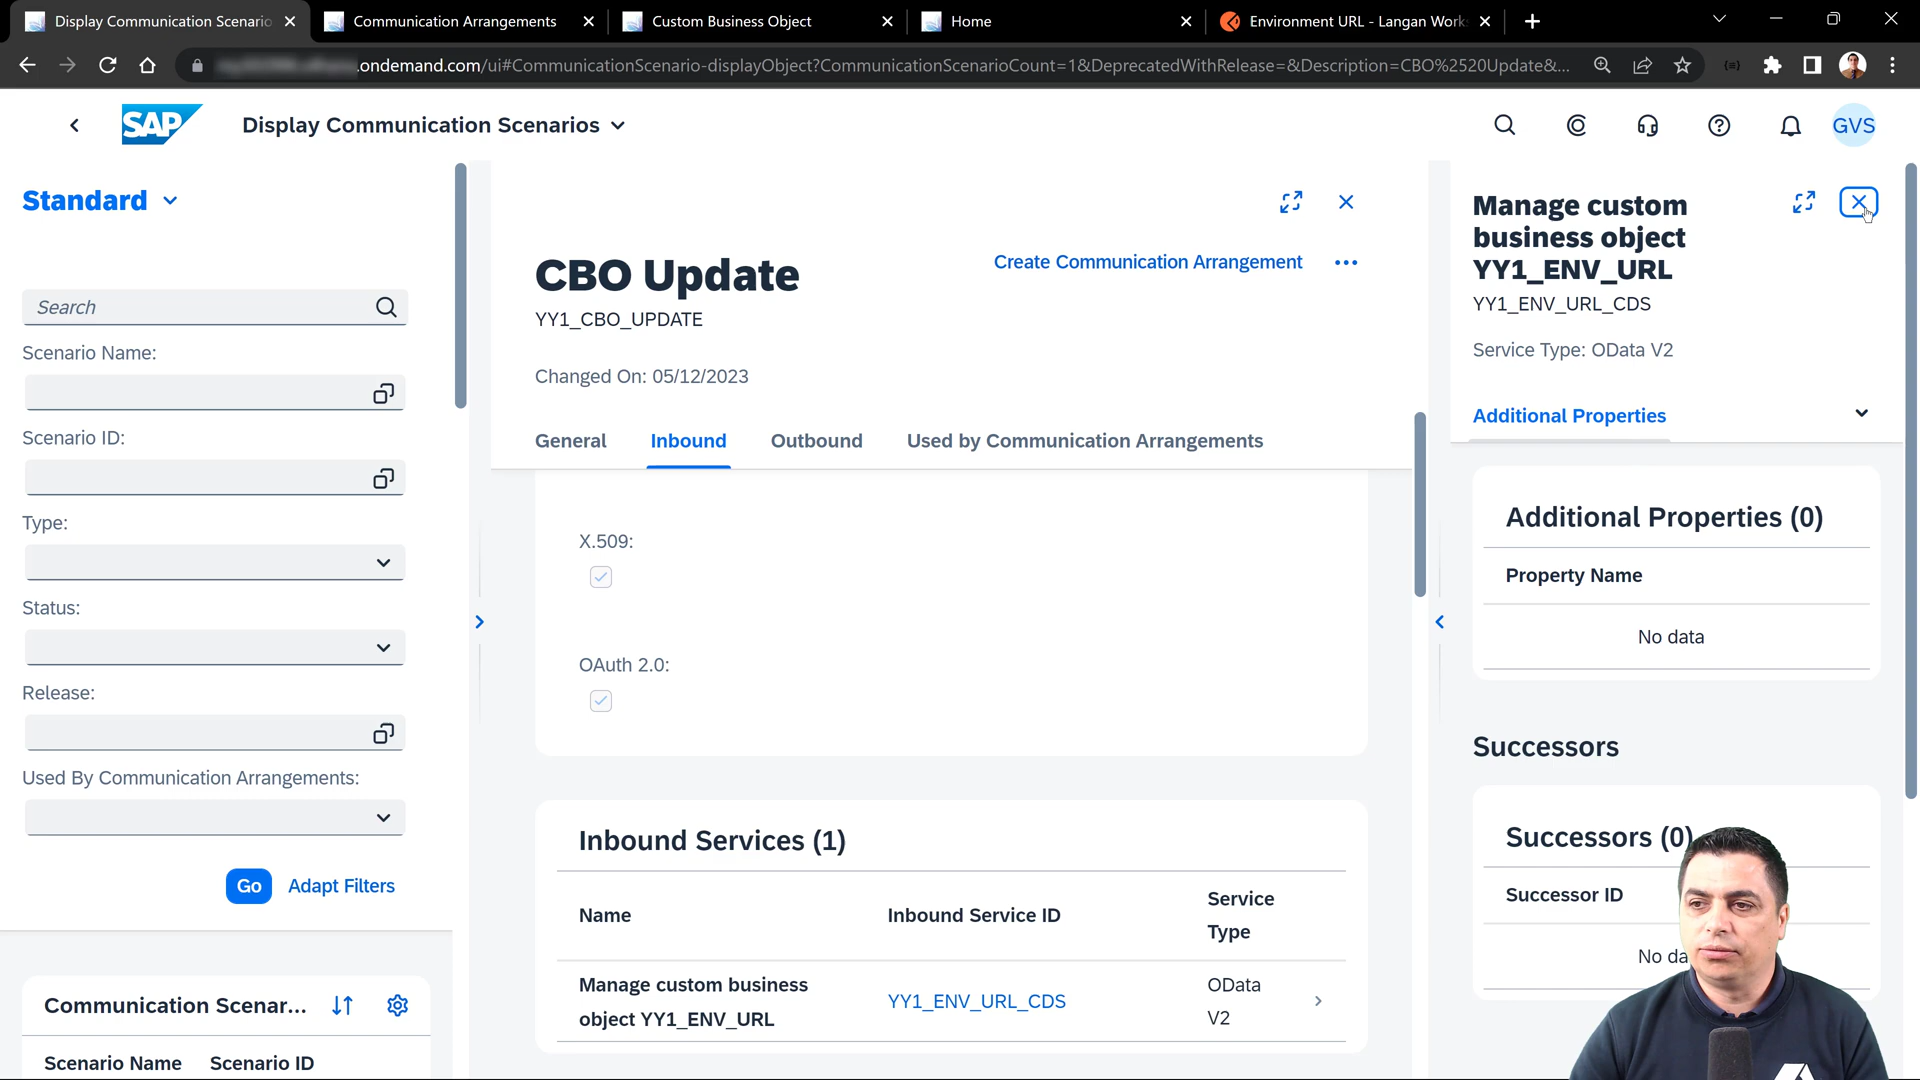 Display Communication Scenario
Communication Arrangements
Custom Business Object
Home
Environment URL - Langan Works
.ondemand.com/ui#CommunicationScenario-displayObject?CommunicationScenarioCount=1&DeprecatedWithRelease=&Description=CBO%2520Update&...
SAP
Display Communication Scenarios
GVS
Standard
Search
Scenario Name:
Scenario ID:
Type:
Status:
Release:
Used By Communication Arrangements:
Go
Adapt Filters
Communication Scenar...
Scenario Name
Scenario ID
CBO Update
YY1_CBO_UPDATE
Create Communication Arrangement
Changed On: 05/12/2023
General
Inbound
Outbound
Used by Communication Arrangements
X.509:
OAuth 2.0:
Inbound Services (1)
Name
Inbound Service ID
Service
Type
Manage custom business
object YY1_ENV_URL
YY1_ENV_URL_CDS
OData
V2
Manage custom
business object
YY1_ENV_URL
YY1_ENV_URL_CDS
Service Type: OData V2
Additional Properties
Additional Properties (0)
Property Name
No data
Successors
Successors (0)
Successor ID
No da